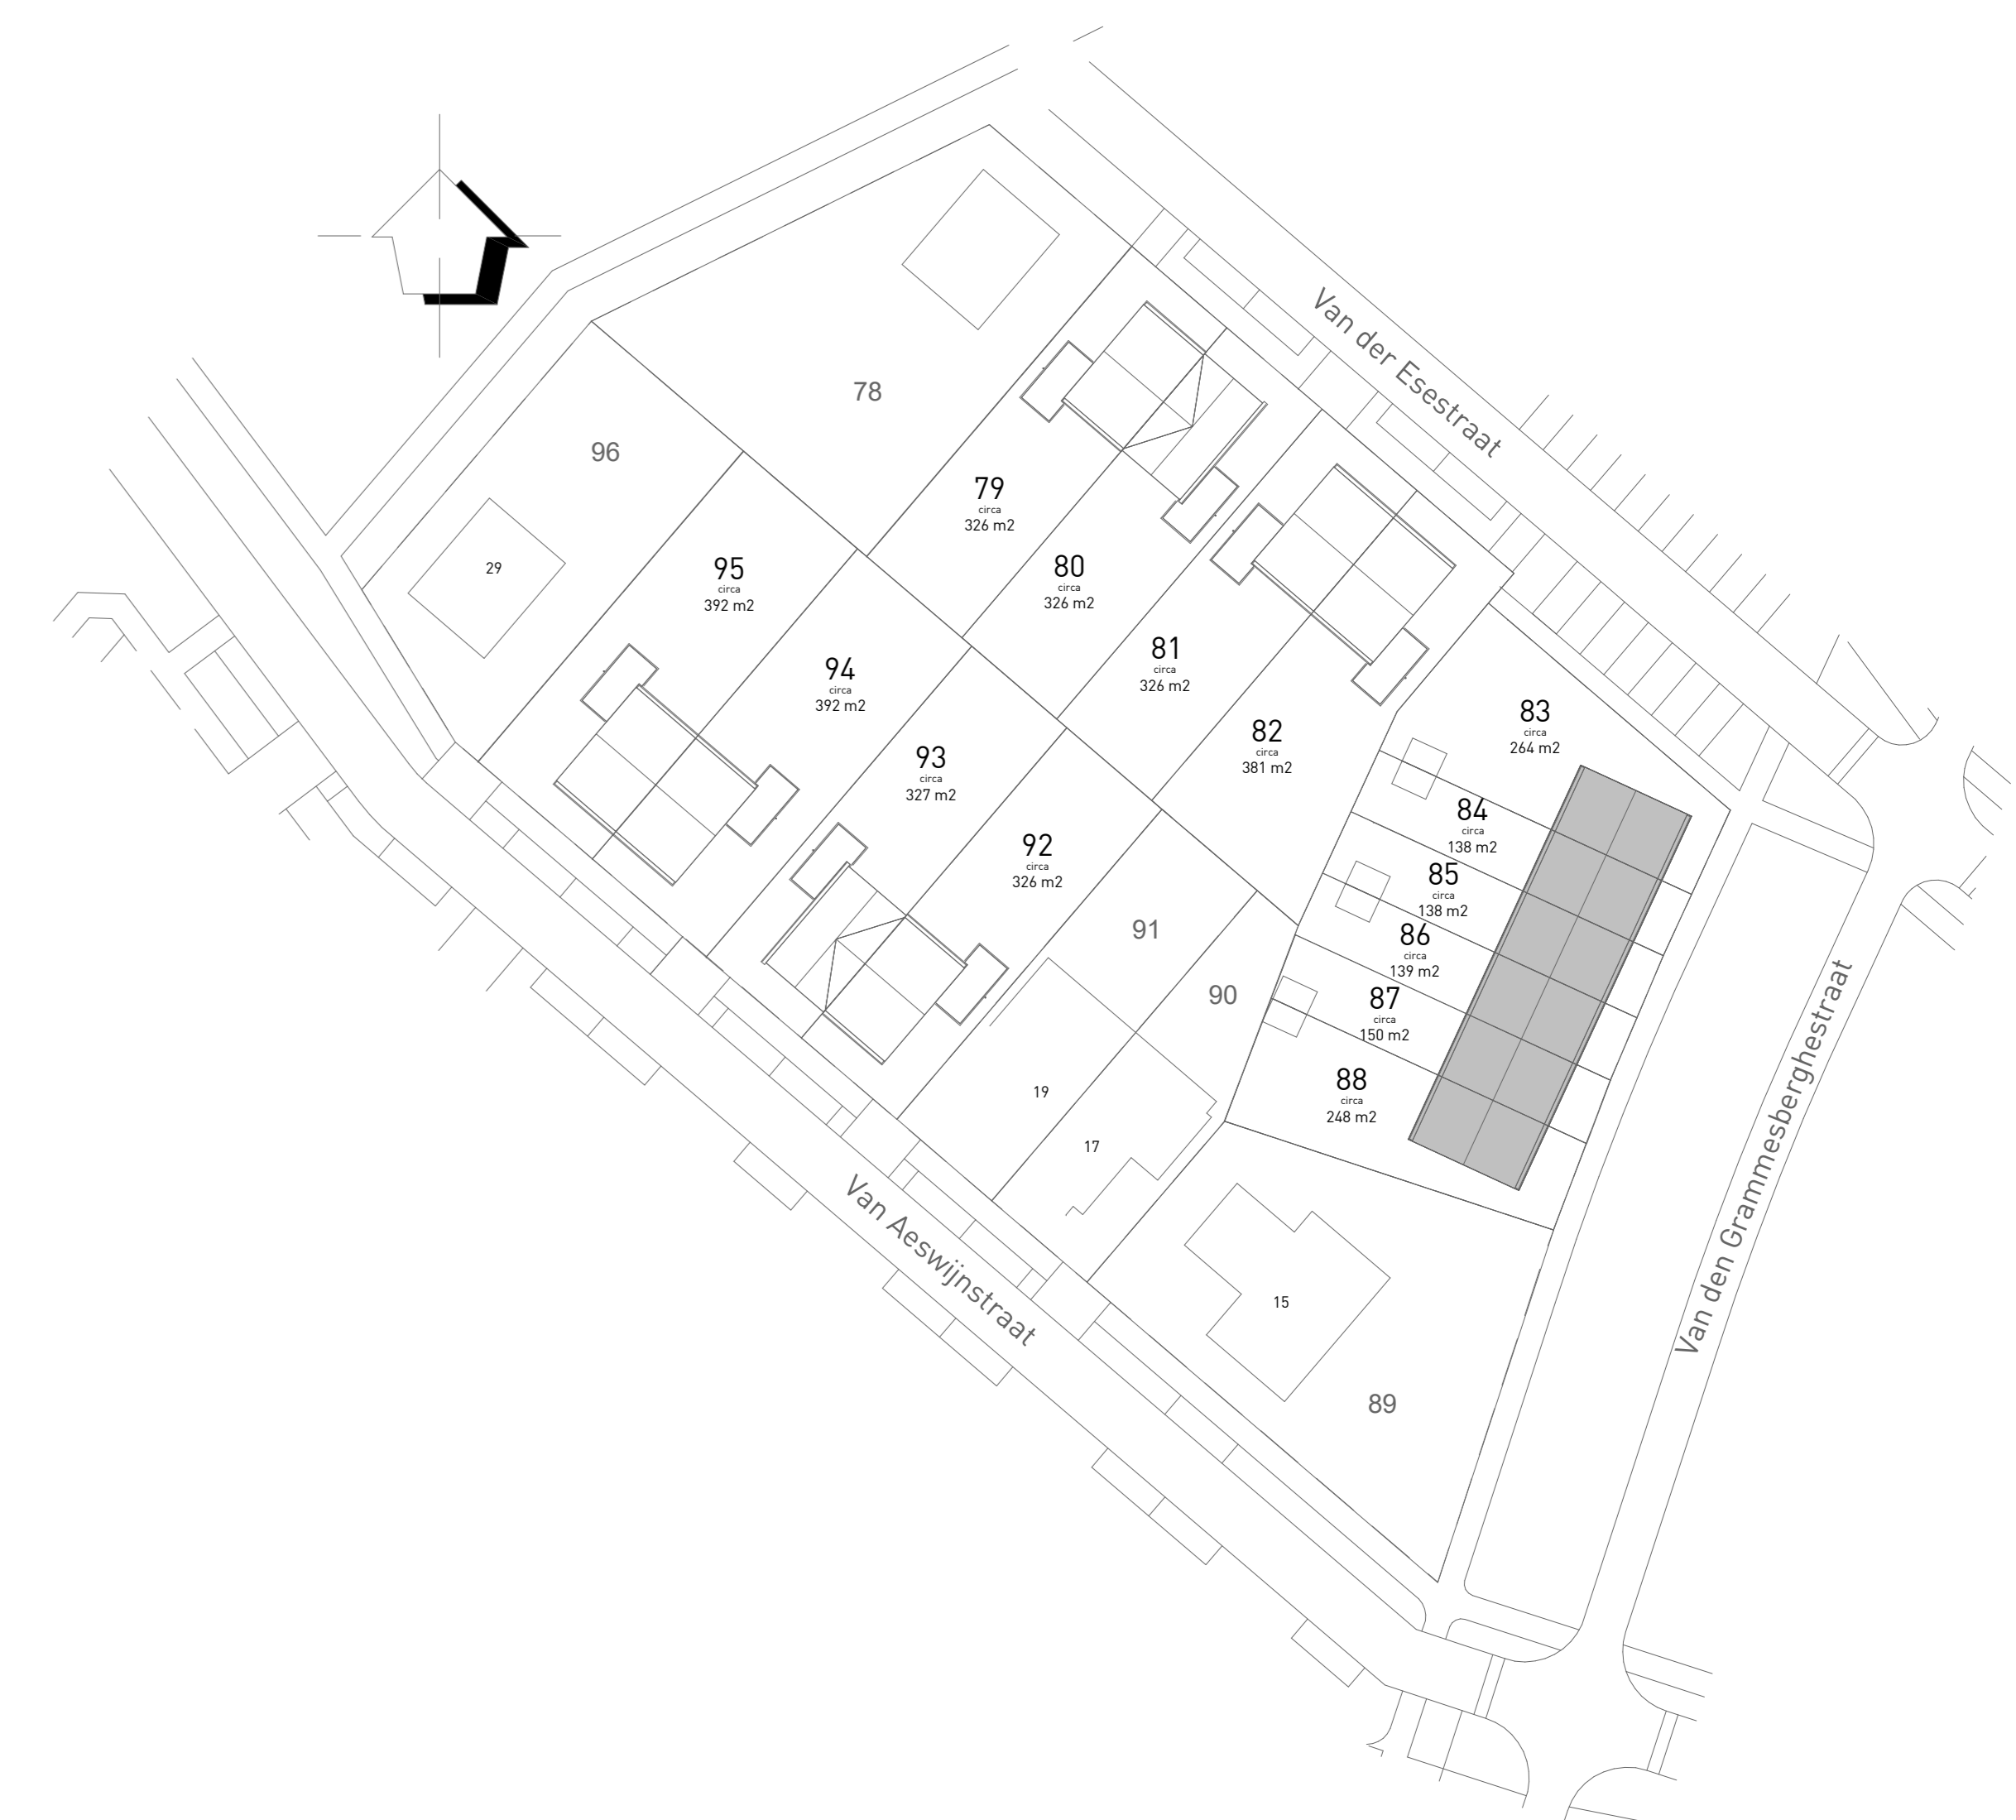 Van der Esestraat
78
96
79
circa
326 m2
29
95
circa
392 m2
80
circa
326 m2
81
circa
326 m2
94
circa
392 m2
83
circa
264 m2
82
circa
381 m2
93
circa
327 m2
84
circa
138 m2
92
circa
326 m2
85
circa
138 m2
91
86
circa
139 m2
90
87
circa
150 m2
88
circa
248 m2
19
17
Van den Grammesberghestraat
Van Aeswijnstraat
15
89